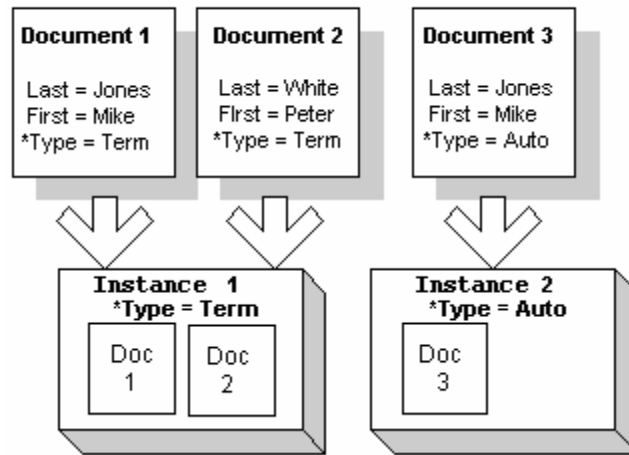 Document 1
Last = Jones
First = Mike
*Type = Term
Document 2
Last = White
FIrst = Peter
*Type = Term
Document 3
Last = Jones
First = Mike
*Type = Auto
Instance 1
*Type = Term
Doc
1
Doc
2
Instance 2
*Type = Auto
Doc
3